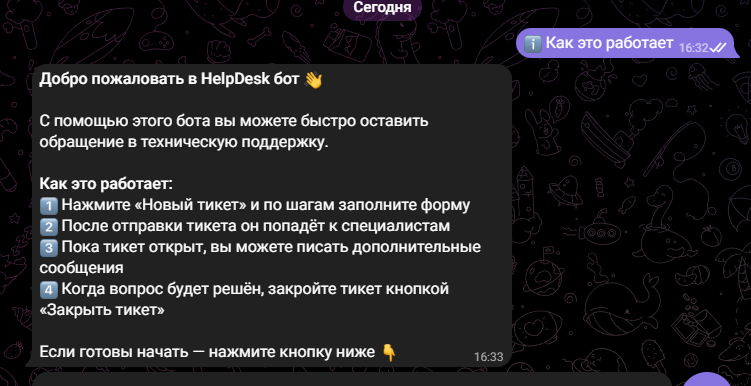 Сегодня
ℹ️ Как это работает 16:32
Добро пожаловать в HelpDesk бот 👋
С помощью этого бота вы можете быстро оставить
обращение в техническую поддержку.
Как это работает:
1️⃣ Нажмите «Новый тикет» и по шагам заполните форму
2️⃣ После отправки тикета он попадёт к специалистам
3️⃣ Пока тикет открыт, вы можете писать дополнительные
сообщения
4️⃣ Когда вопрос будет решён, закройте тикет кнопкой
«Закрыть тикет»
Если готовы начать — нажмите кнопку ниже 👇
16:33